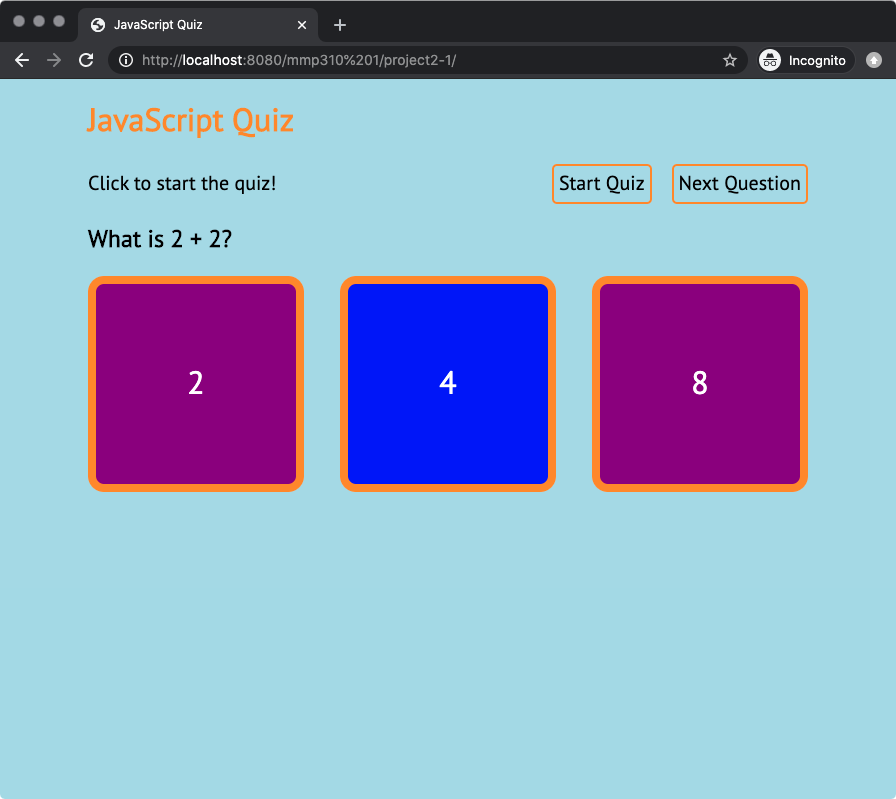 JavaScript Quiz
http://localhost:8080/mmp310%201/project2-1/
Incognito
JavaScript Quiz
Click to start the quiz!
Start Quiz
Next Question
What is 2 + 2?
2
4
8